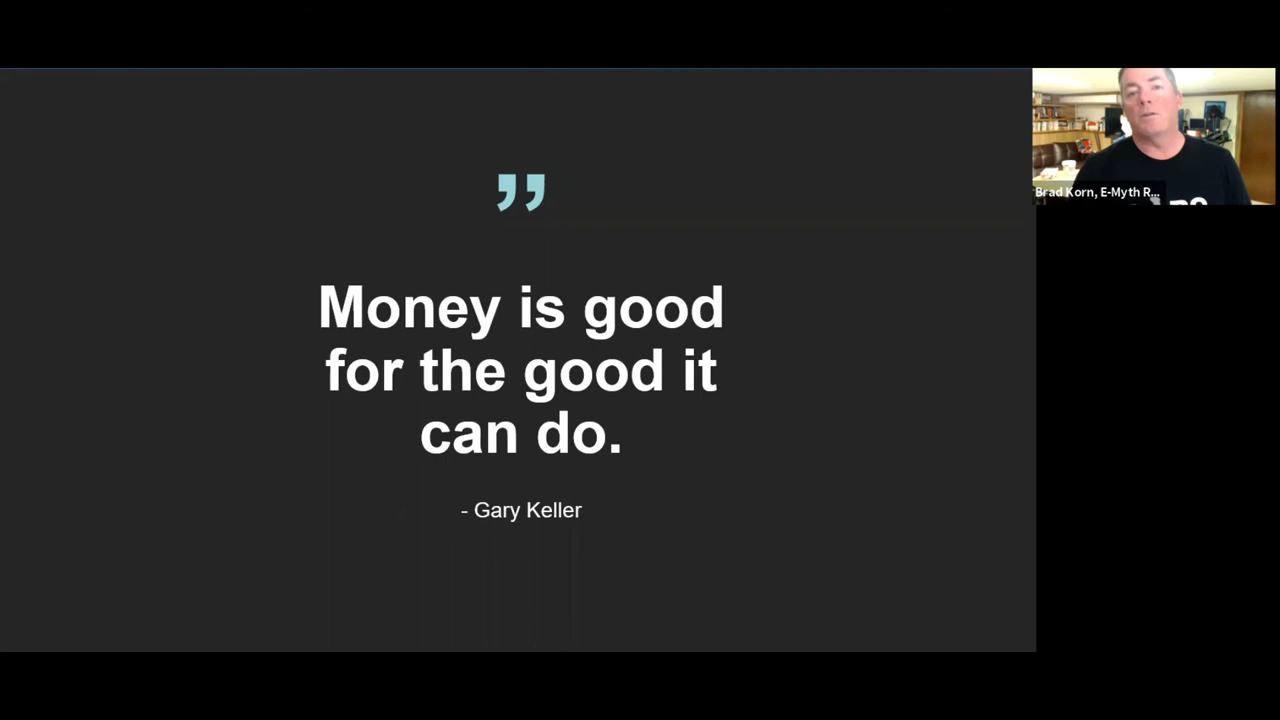 ”
Money is good
for the good it
can do.
- Gary Keller
Brad Korn, E-Myth R...